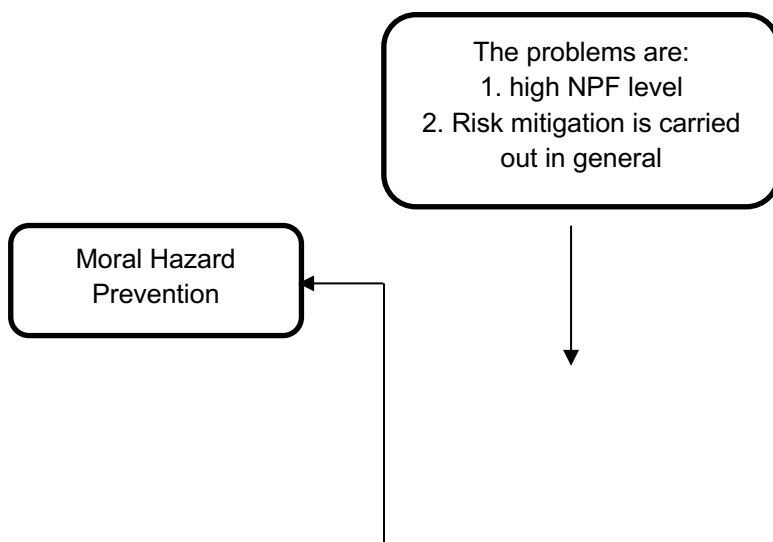 The problems are:
1. high NPF level
2. Risk mitigation is carried
out in general
Moral Hazard
Prevention